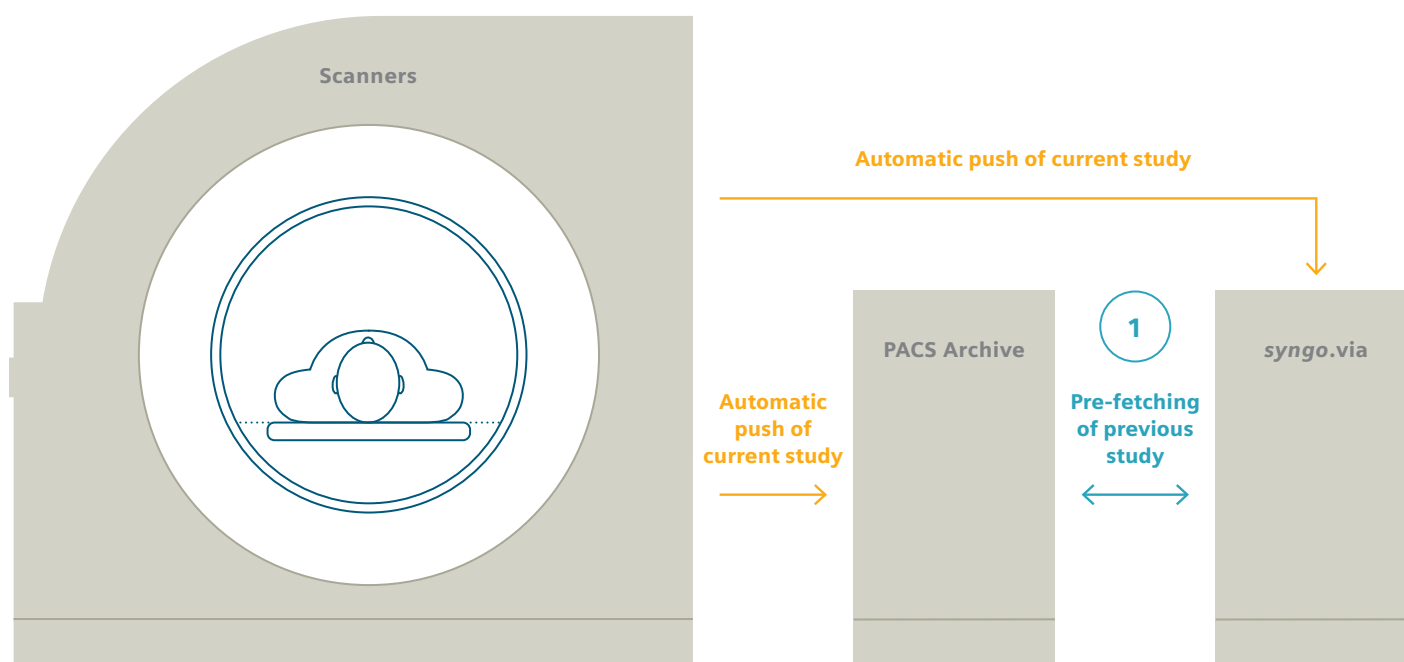 Scanners
Automatic push of current study
Automatic
push of
current study
PACS Archive
1
Pre-fetching
of previous
study
syngo.via